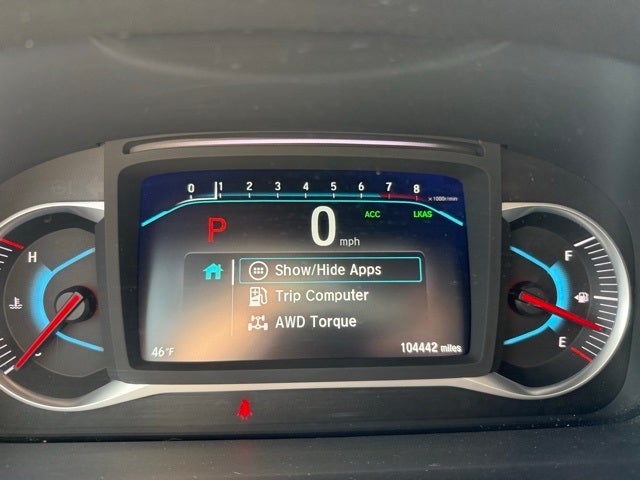 0 1 2 3 4 5 6 7 8 ×1000r/min
P 0 mph ACC LKAS
H F
Show/Hide Apps
Trip Computer
AWD Torque
E
46°F 104442 miles